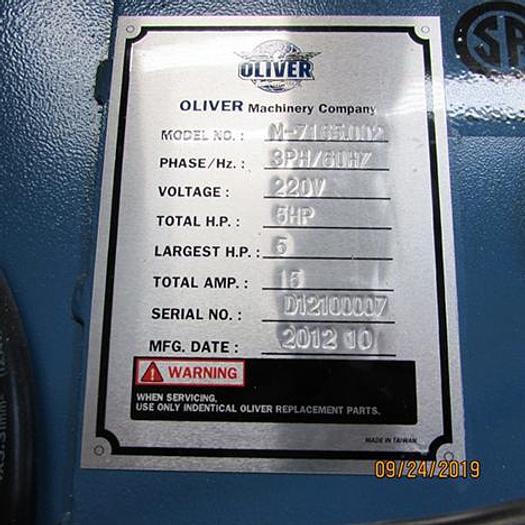 OLIVER
OLIVER Machinery Company
MODEL NO. : M-7165.002
PHASE/Hz. : 3PH/60HZ
VOLTAGE : 220V
TOTAL H.P. : 5HP
LARGEST H.P. : 5
TOTAL AMP. : 15
SERIAL NO. : D12100007
MFG. DATE : 2012 10
WARNING
WHEN SERVICING,
USE ONLY INDENTICAL OLIVER REPLACEMENT PARTS.
MADE IN TAIWAN
09/24/2019